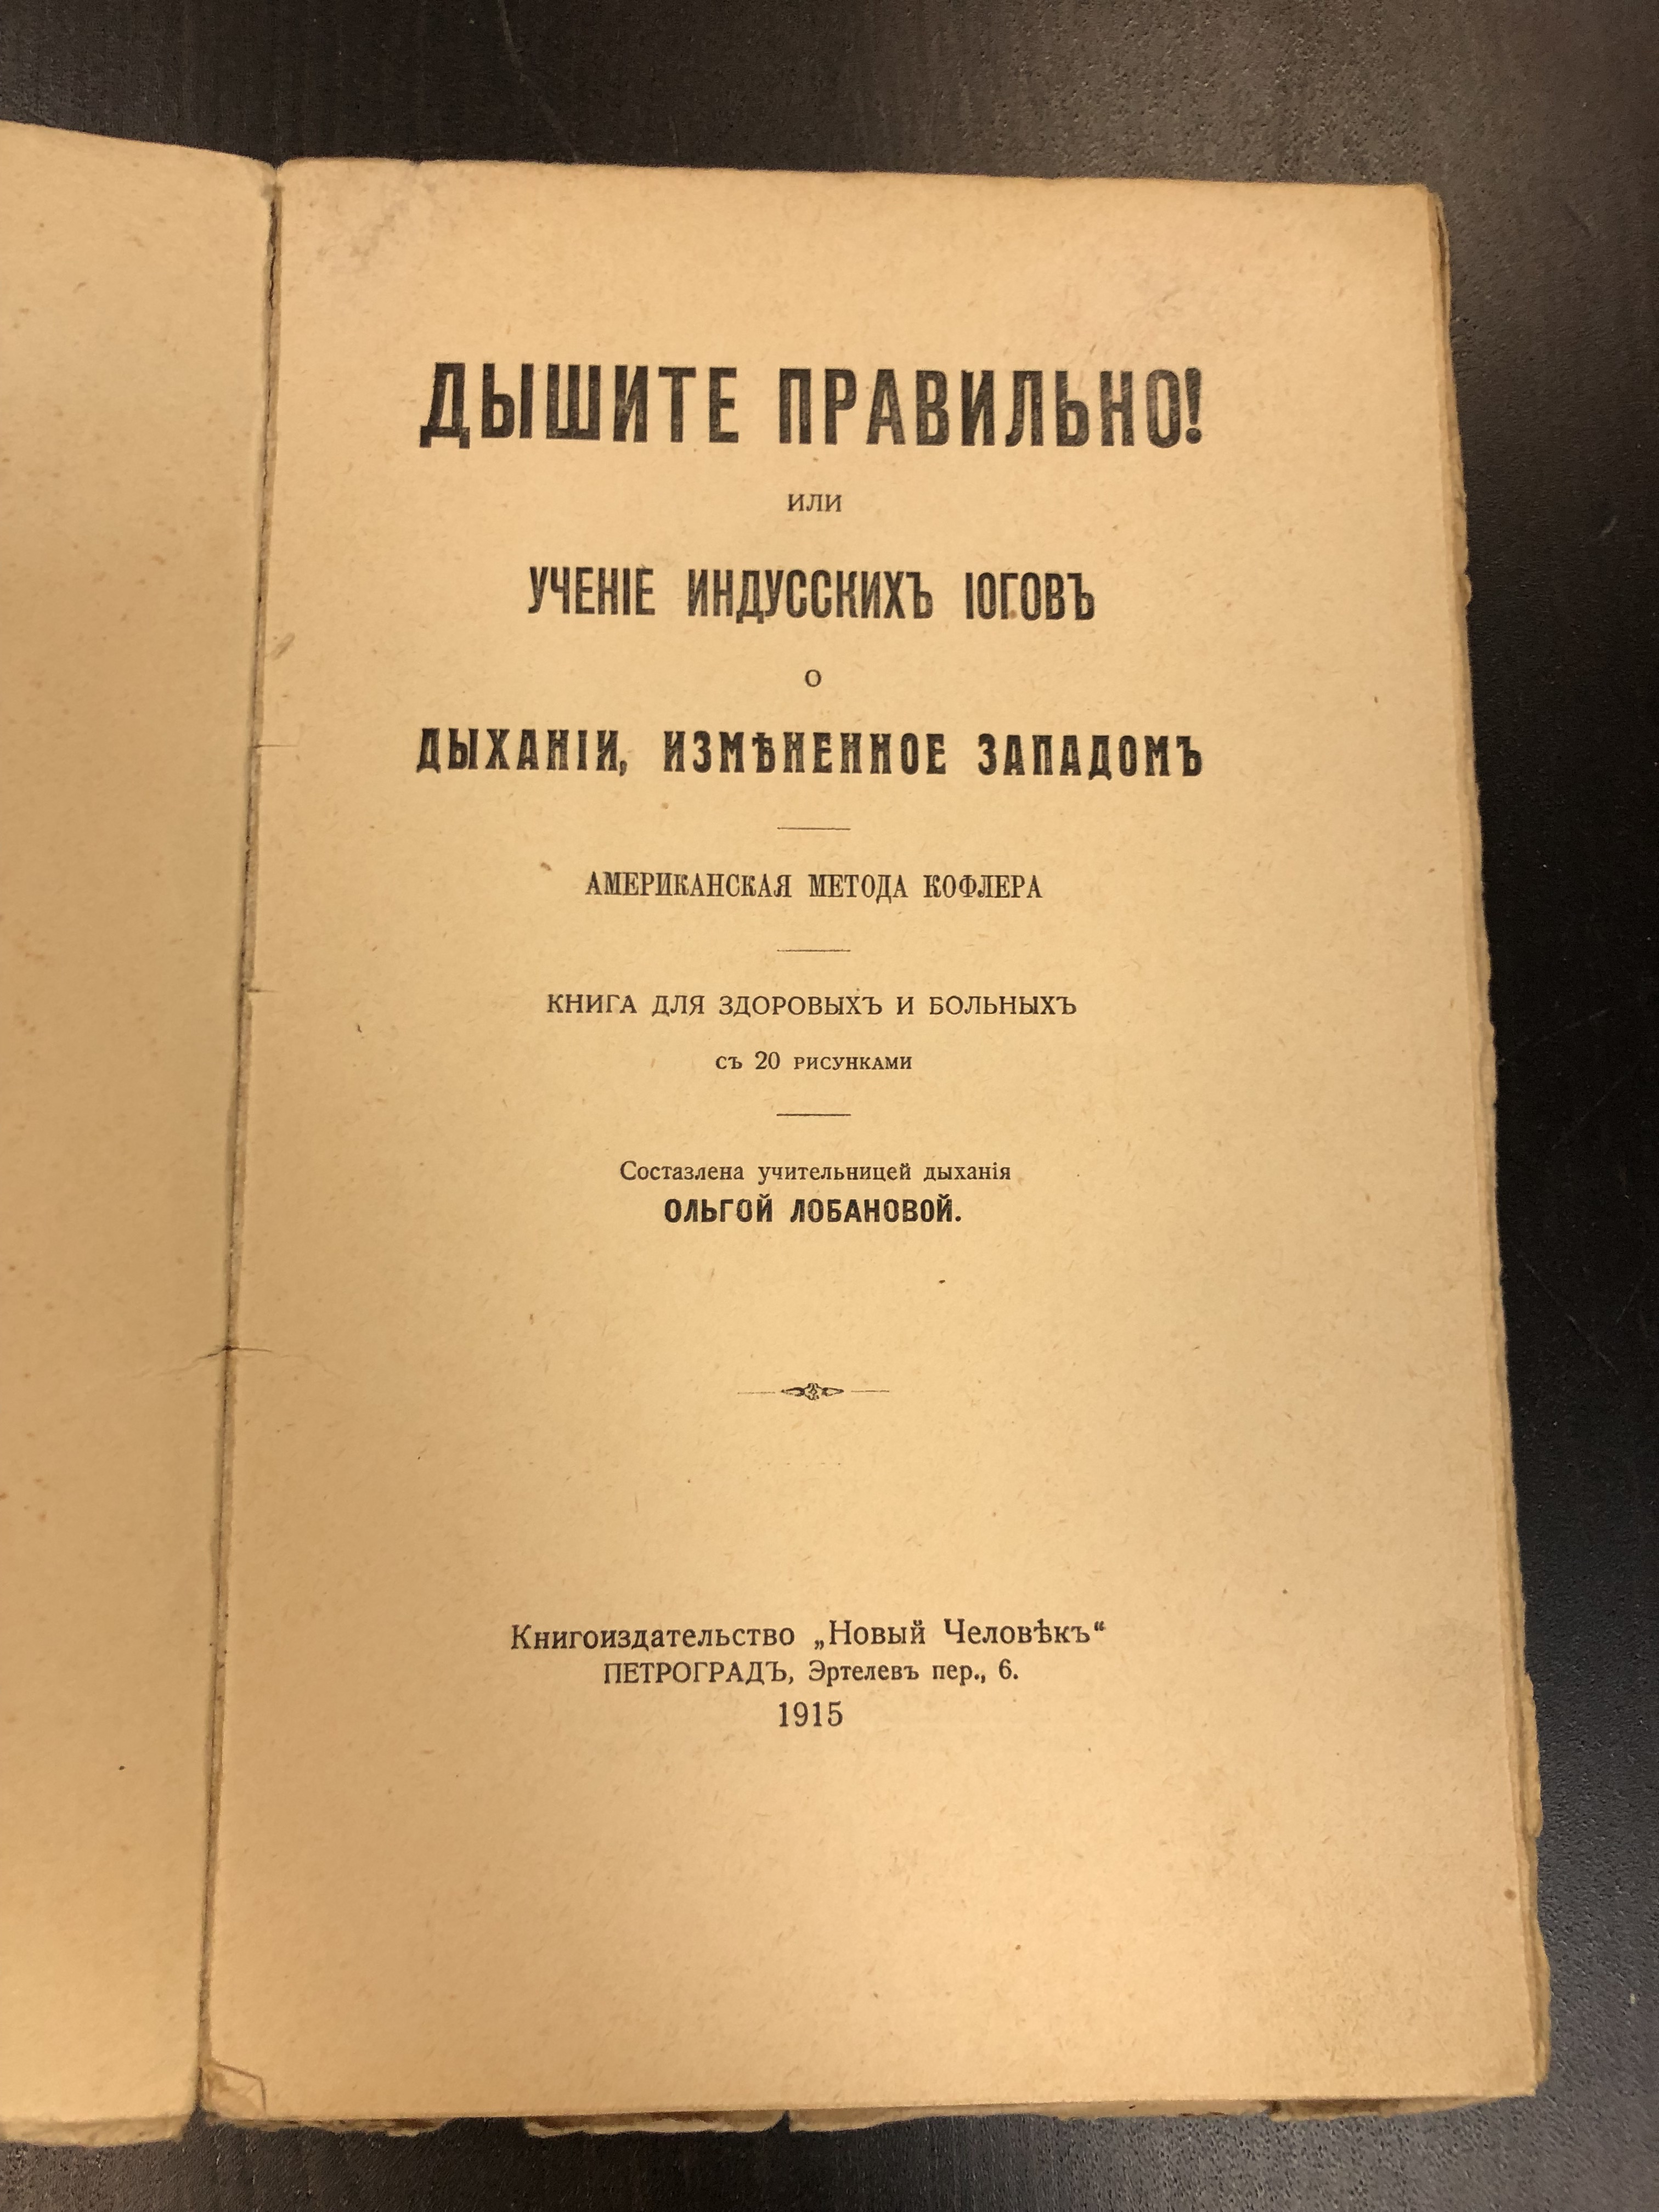 ДЫШИТЕ ПРАВИЛЬНО!
ИЛИ
УЧЕНІЕ ИНДУССКИХЪ ІОГОВЪ
О
ДЫХАНІИ, ИЗМѢНЕННОЕ ЗАПАДОМЪ
АМЕРИКАНСКАЯ МЕТОДА КОФЛЕРА
КНИГА ДЛЯ ЗДОРОВЫХЪ И БОЛЬНЫХЪ
СЪ 20 РИСУНКАМИ
Состазлена учительницей дыханія
ОЛЬГОЙ ЛОБАНОВОЙ.
Книгоиздательство „Новый Человѣкъ“
ПЕТРОГРАДЪ, Эртелевъ пер., 6.
1915